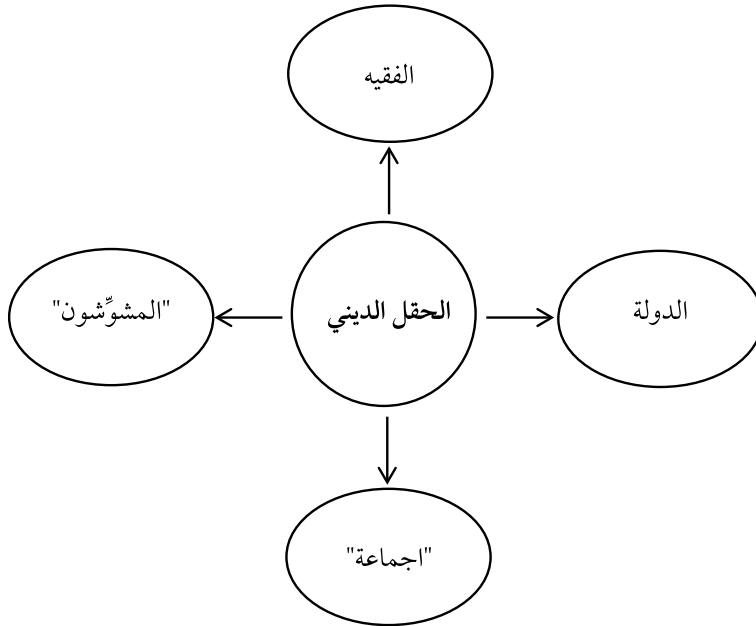 الفقيه
الدولة
الحقل الديني
"المشوِّشون"
"اجماعة"